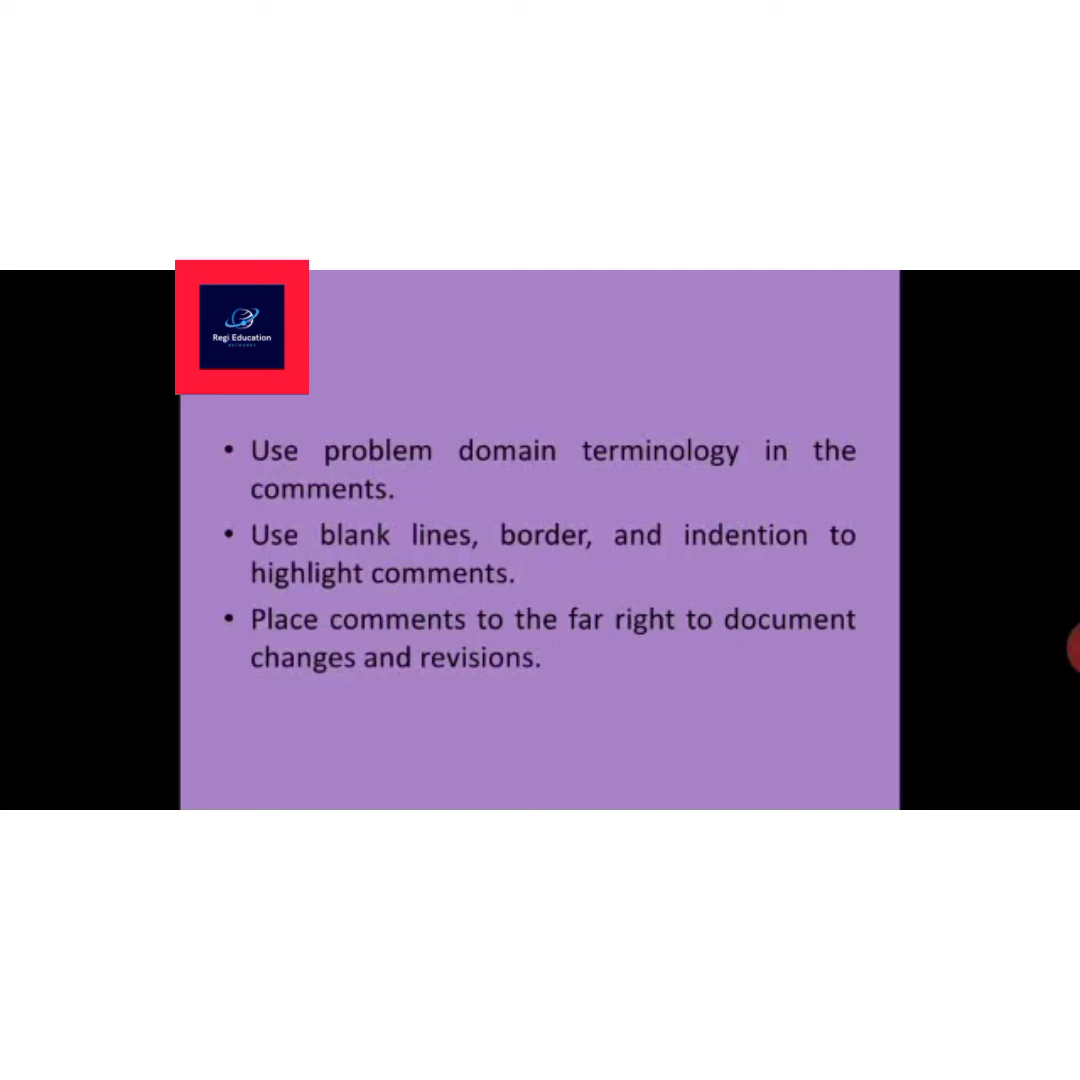 Regi Education
NETWORKS
• Use problem domain terminology in the
comments.
• Use blank lines, border, and indention to
highlight comments.
• Place comments to the far right to document
changes and revisions.